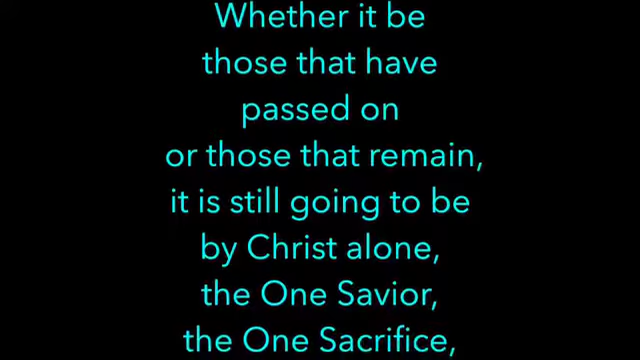 Whether it be
those that have
passed on
or those that remain,
it is still going to be
by Christ alone,
the One Savior,
the One Sacrifice,